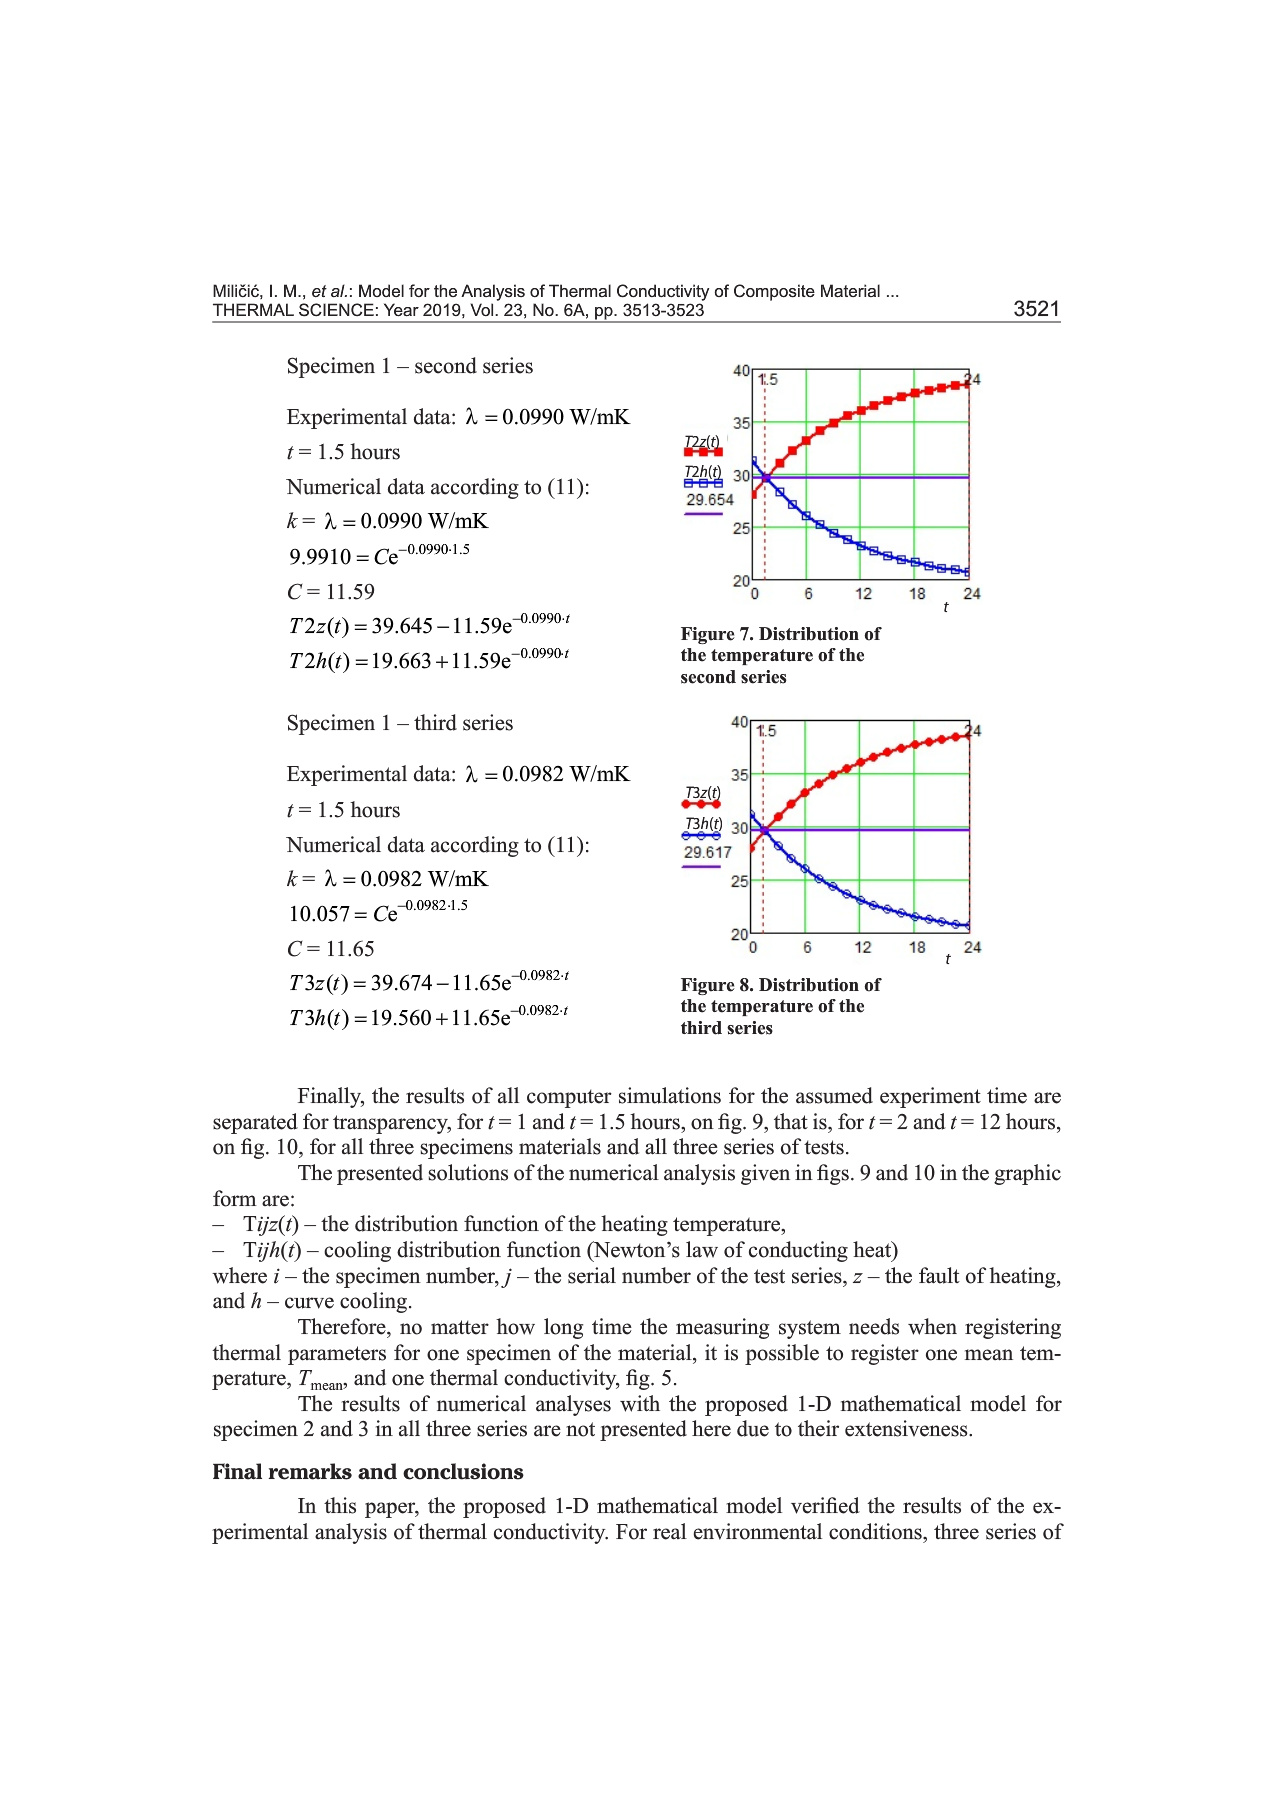 Miličić, I. M., et al.: Model for the Analysis of Thermal Conductivity of Composite Material ...
THERMAL SCIENCE: Year 2019, Vol. 23, No. 6A, pp. 3513-3523 3521
Specimen 1 – second series
Experimental data: λ = 0.0990 W/mK
t = 1.5 hours
Numerical data according to (11):
k = λ = 0.0990 W/mK
9.9910 = Ce^−0.0990·1.5
C = 11.59
T2z(t) = 39.645 − 11.59e^−0.0990·t
T2h(t) = 19.663 + 11.59e^−0.0990·t
40
35
30
25
20
1.5
24
T2z(t)
T2h(t)
29.654
0 6 12 18 24
t
Figure 7. Distribution of
the temperature of the
second series
Specimen 1 – third series
Experimental data: λ = 0.0982 W/mK
t = 1.5 hours
Numerical data according to (11):
k = λ = 0.0982 W/mK
10.057 = Ce^−0.0982·1.5
C = 11.65
T3z(t) = 39.674 − 11.65e^−0.0982·t
T3h(t) = 19.560 + 11.65e^−0.0982·t
40
35
30
25
20
1.5
24
T3z(t)
T3h(t)
29.617
0 6 12 18 24
t
Figure 8. Distribution of
the temperature of the
third series
Finally, the results of all computer simulations for the assumed experiment time are
separated for transparency, for t = 1 and t = 1.5 hours, on fig. 9, that is, for t = 2 and t = 12 hours,
on fig. 10, for all three specimens materials and all three series of tests.
The presented solutions of the numerical analysis given in figs. 9 and 10 in the graphic
form are:
– Tijz(t) – the distribution function of the heating temperature,
– Tijh(t) – cooling distribution function (Newton's law of conducting heat)
where i – the specimen number, j – the serial number of the test series, z – the fault of heating,
and h – curve cooling.
Therefore, no matter how long time the measuring system needs when registering
thermal parameters for one specimen of the material, it is possible to register one mean tem-
perature, Tmean, and one thermal conductivity, fig. 5.
The results of numerical analyses with the proposed 1-D mathematical model for
specimen 2 and 3 in all three series are not presented here due to their extensiveness.
Final remarks and conclusions
In this paper, the proposed 1-D mathematical model verified the results of the ex-
perimental analysis of thermal conductivity. For real environmental conditions, three series of